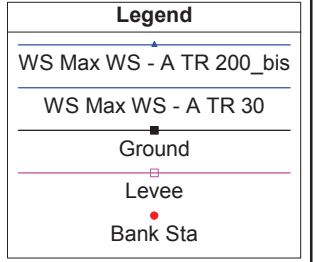 Legend
WS Max WS - A TR 200_bis
WS Max WS - A TR 30
Ground
Levee
Bank Sta